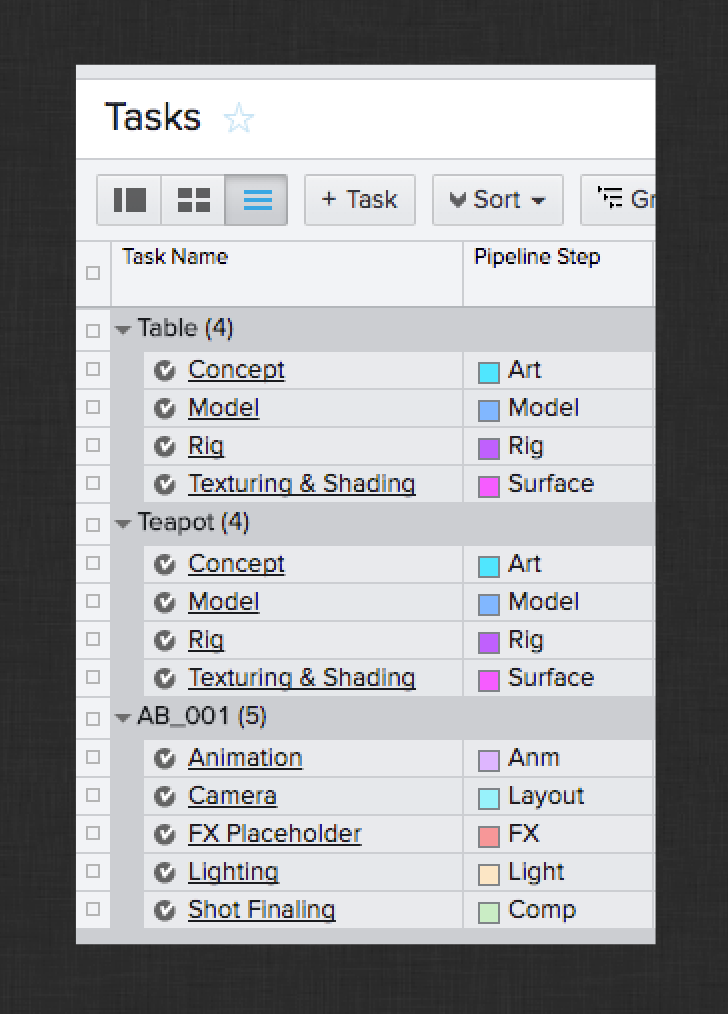 Tasks
+ Task Sort Gr
Task Name Pipeline Step
Table (4)
Concept Art
Model Model
Rig Rig
Texturing & Shading Surface
Teapot (4)
Concept Art
Model Model
Rig Rig
Texturing & Shading Surface
AB_001 (5)
Animation Anm
Camera Layout
FX Placeholder FX
Lighting Light
Shot Finaling Comp